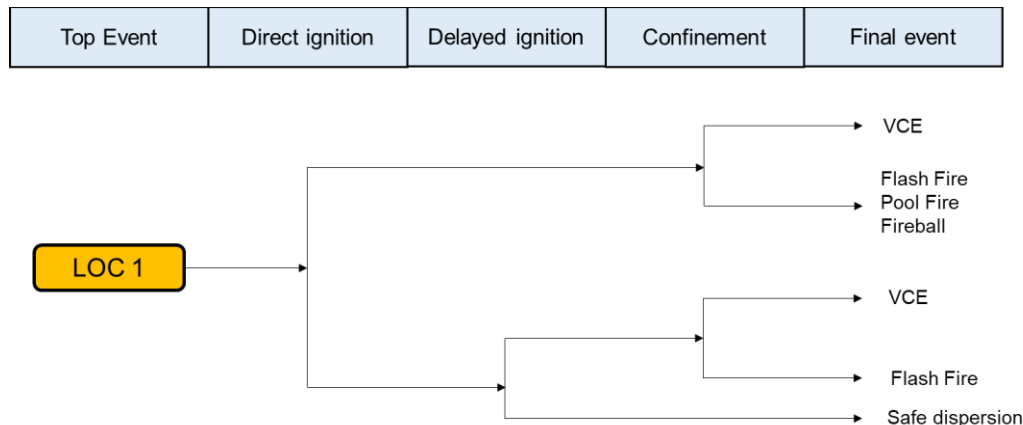 Top Event
Direct ignition
Delayed ignition
Confinement
Final event
VCE
Flash Fire
Pool Fire
Fireball
LOC 1
VCE
Flash Fire
Safe dispersion